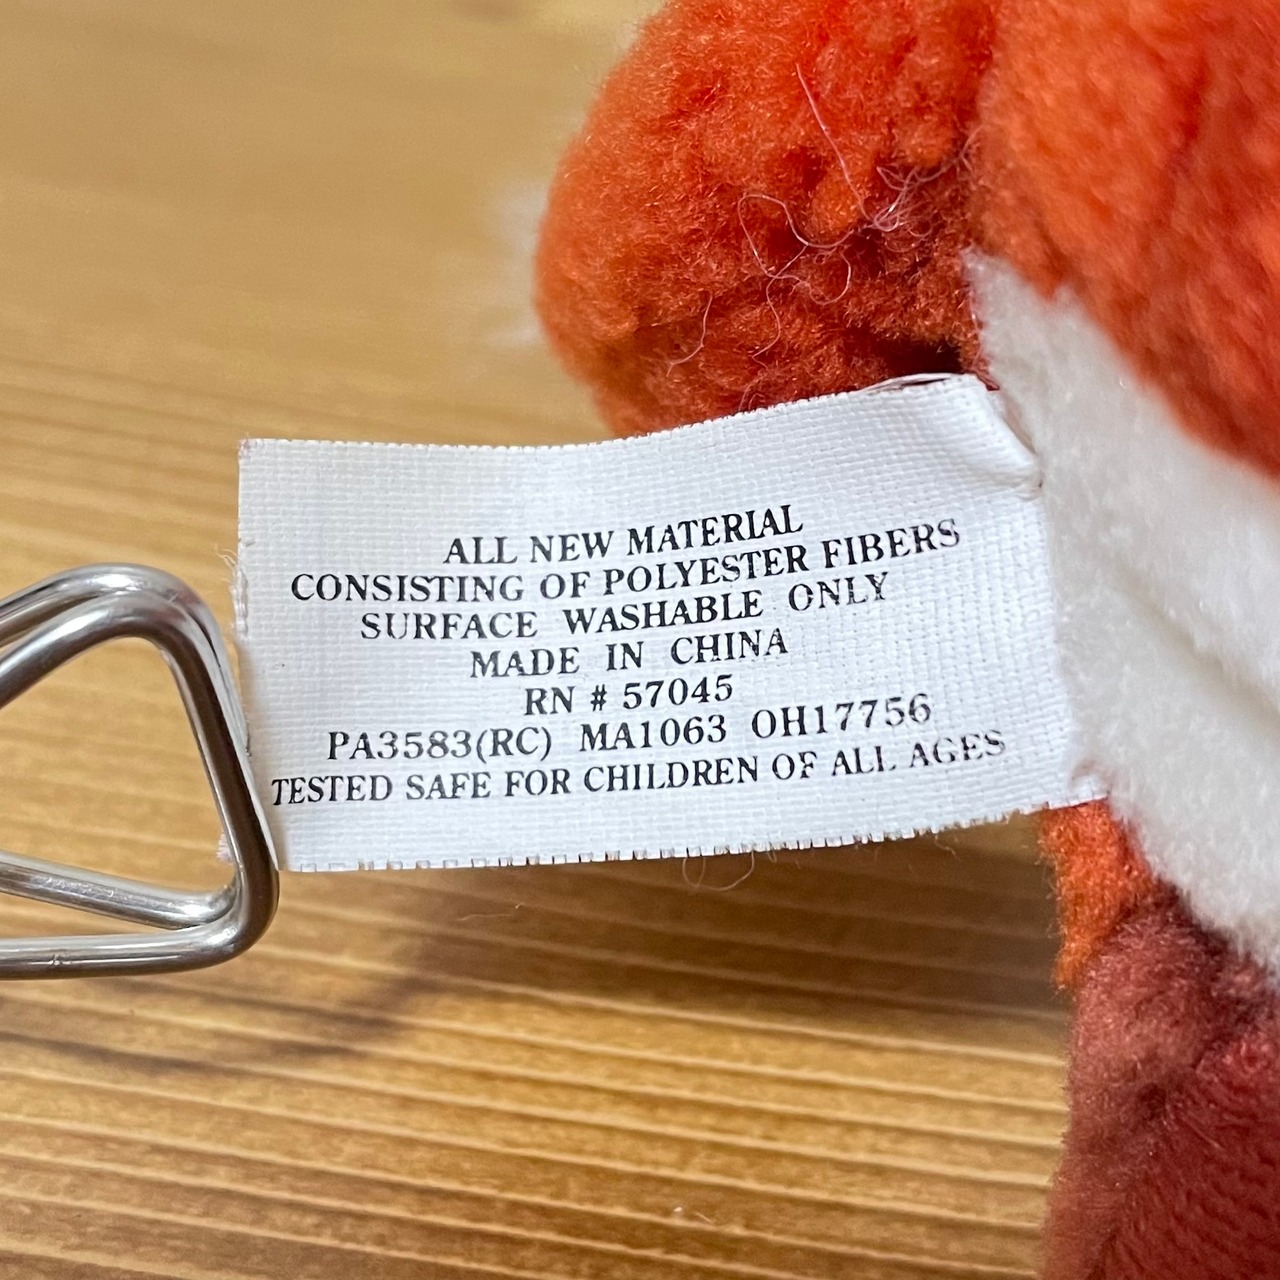 ALL NEW MATERIAL
CONSISTING OF POLYESTER FIBERS
SURFACE WASHABLE ONLY
MADE IN CHINA
RN # 57045
PA3583(RC) MA1063 OH17756
TESTED SAFE FOR CHILDREN OF ALL AGES